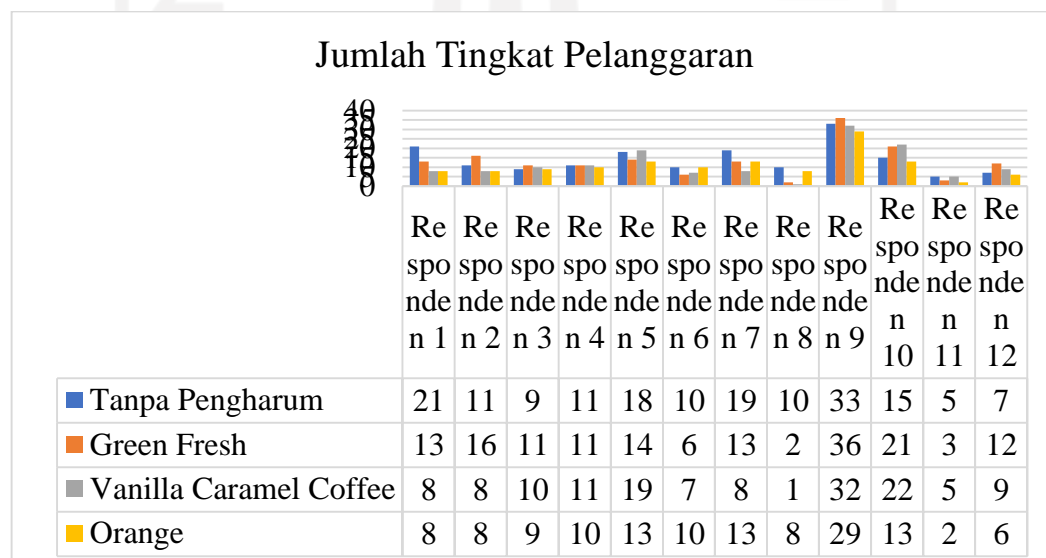 Jumlah Tingkat Pelanggaran
40
35
30
25
20
15
10
5
0
Responden 1 Responden 2 Responden 3 Responden 4 Responden 5 Responden 6 Responden 7 Responden 8 Responden 9 Responden 10 Responden 11 Responden 12
Tanpa Pengharum 21 11 9 11 18 10 19 10 33 15 5 7
Green Fresh 13 16 11 11 14 6 13 2 36 21 3 12
Vanilla Caramel Coffee 8 8 10 11 19 7 8 1 32 22 5 9
Orange 8 8 9 10 13 10 13 8 29 13 2 6